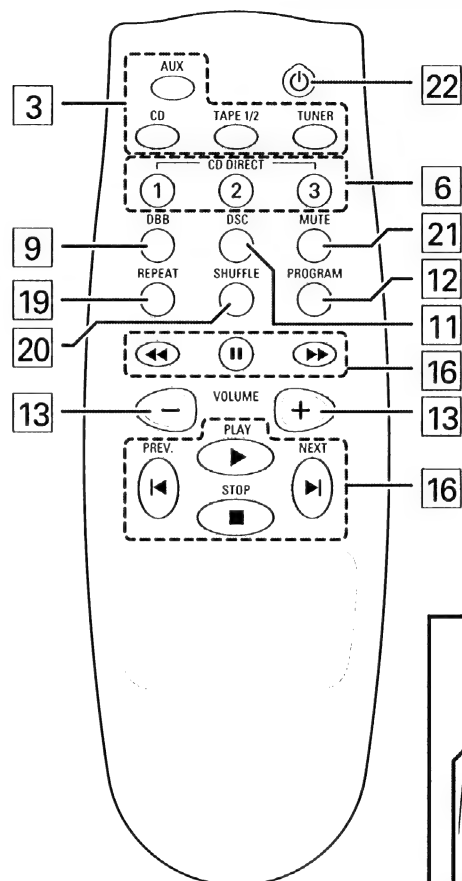 AUX
22
3
CD TAPE 1/2 TUNER
CD DIRECT
1 2 3
6
DBB DSC MUTE
9
21
REPEAT SHUFFLE PROGRAM
19
12
20
11
16
13
VOLUME
13
PLAY
PREV. NEXT
STOP
16